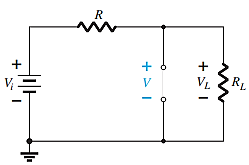 R
+ + +
Vi V VL RL
− − −